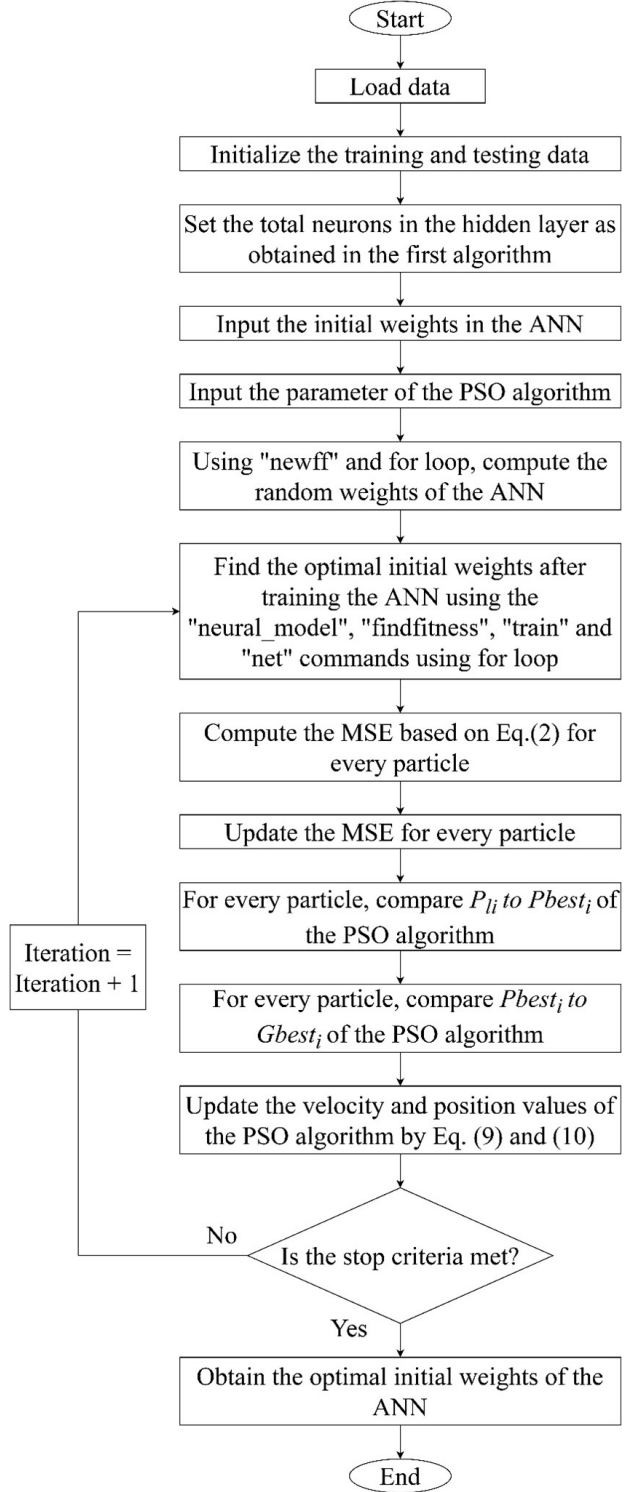 Start
Load data
Initialize the training and testing data
Set the total neurons in the hidden layer as
obtained in the first algorithm
Input the initial weights in the ANN
Input the parameter of the PSO algorithm
Using "newff" and for loop, compute the
random weights of the ANN
Find the optimal initial weights after
training the ANN using the
"neural_model", "findfitness", "train" and
"net" commands using for loop
Compute the MSE based on Eq.(2) for
every particle
Update the MSE for every particle
For every particle, compare P_li to Pbest_i of
the PSO algorithm
Iteration =
Iteration + 1
For every particle, compare Pbest_i to
Gbest_i of the PSO algorithm
Update the velocity and position values of
the PSO algorithm by Eq. (9) and (10)
No
Is the stop criteria met?
Yes
Obtain the optimal initial weights of the
ANN
End